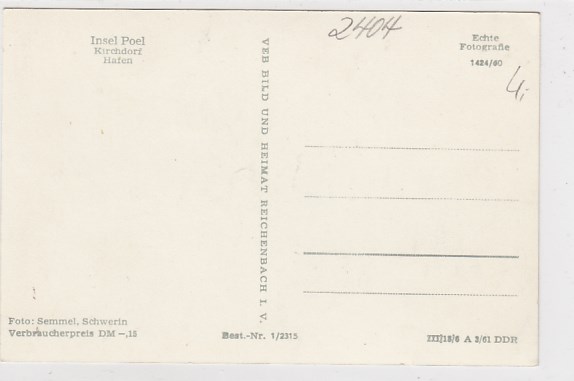 Insel Poel
Kirchdorf
Hafen
Foto: Semmel, Schwerin
Verbraucherpreis DM –,15
VEB BILD UND HEIMAT REICHENBACH I. V.
Best.-Nr. 1/2315
2404
Echte
Fotografie
1424/60
4,
III/18/6 A 3/61 DDR